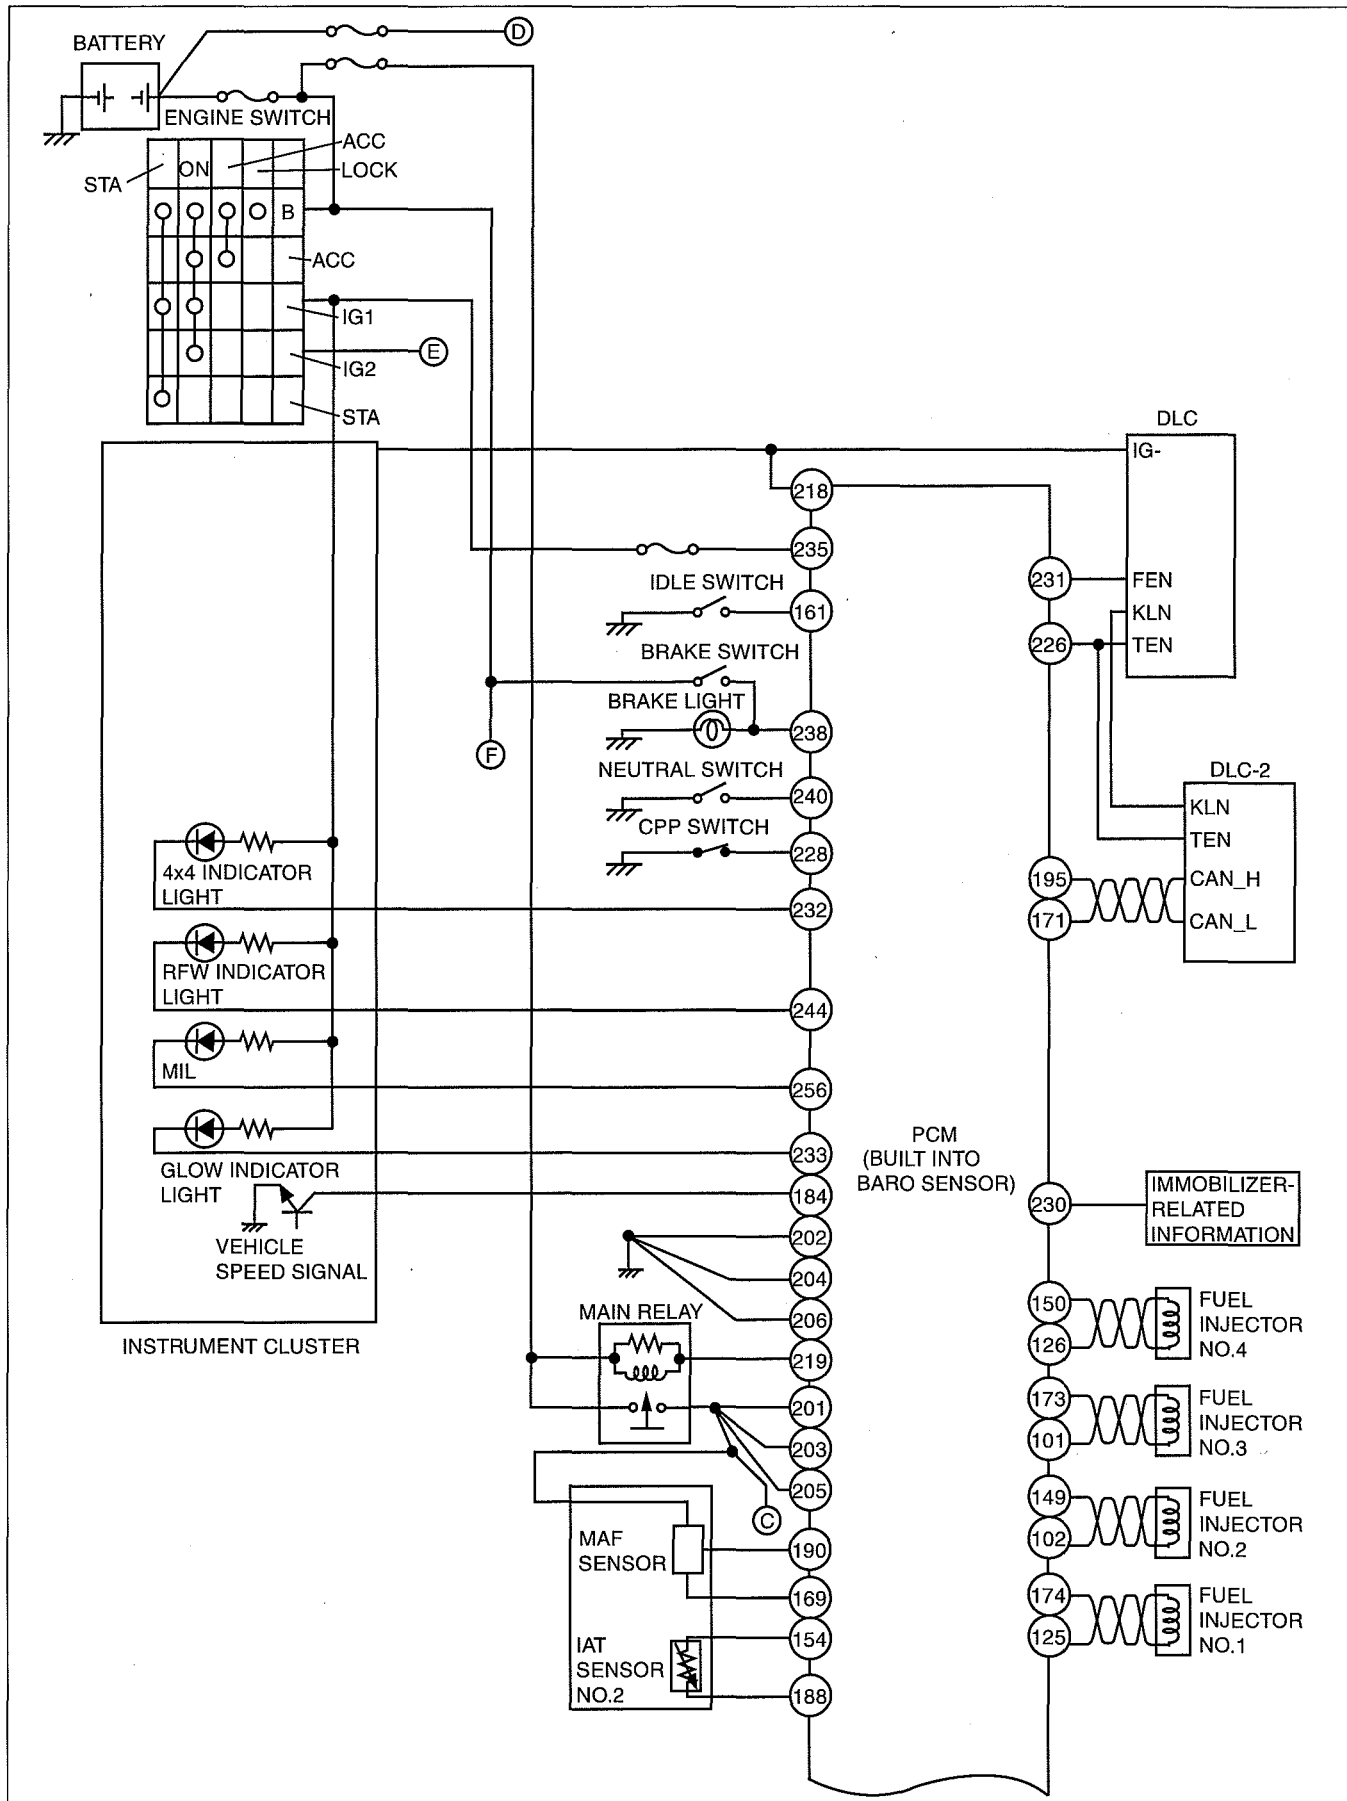 D
BATTERY
ENGINE SWITCH
ACC
ON
LOCK
STA
B
ACC
IG1
E
IG2
STA
DLC
IG-
218
235
IDLE SWITCH
231
FEN
161
KLN
226
TEN
BRAKE SWITCH
BRAKE LIGHT
238
F
NEUTRAL SWITCH
DLC-2
240
KLN
CPP SWITCH
TEN
228
4x4 INDICATOR
LIGHT
195
CAN_H
232
171
CAN_L
RFW INDICATOR
LIGHT
244
MIL
256
PCM
(BUILT INTO
BARO SENSOR)
233
GLOW INDICATOR
LIGHT
184
230
IMMOBILIZER-
RELATED
INFORMATION
VEHICLE
SPEED SIGNAL
202
204
206
INSTRUMENT CLUSTER
MAIN RELAY
219
201
203
205
C
150
126
FUEL
INJECTOR
NO.4
173
101
FUEL
INJECTOR
NO.3
149
102
FUEL
INJECTOR
NO.2
174
125
FUEL
INJECTOR
NO.1
MAF
SENSOR
190
169
IAT
SENSOR
NO.2
154
188